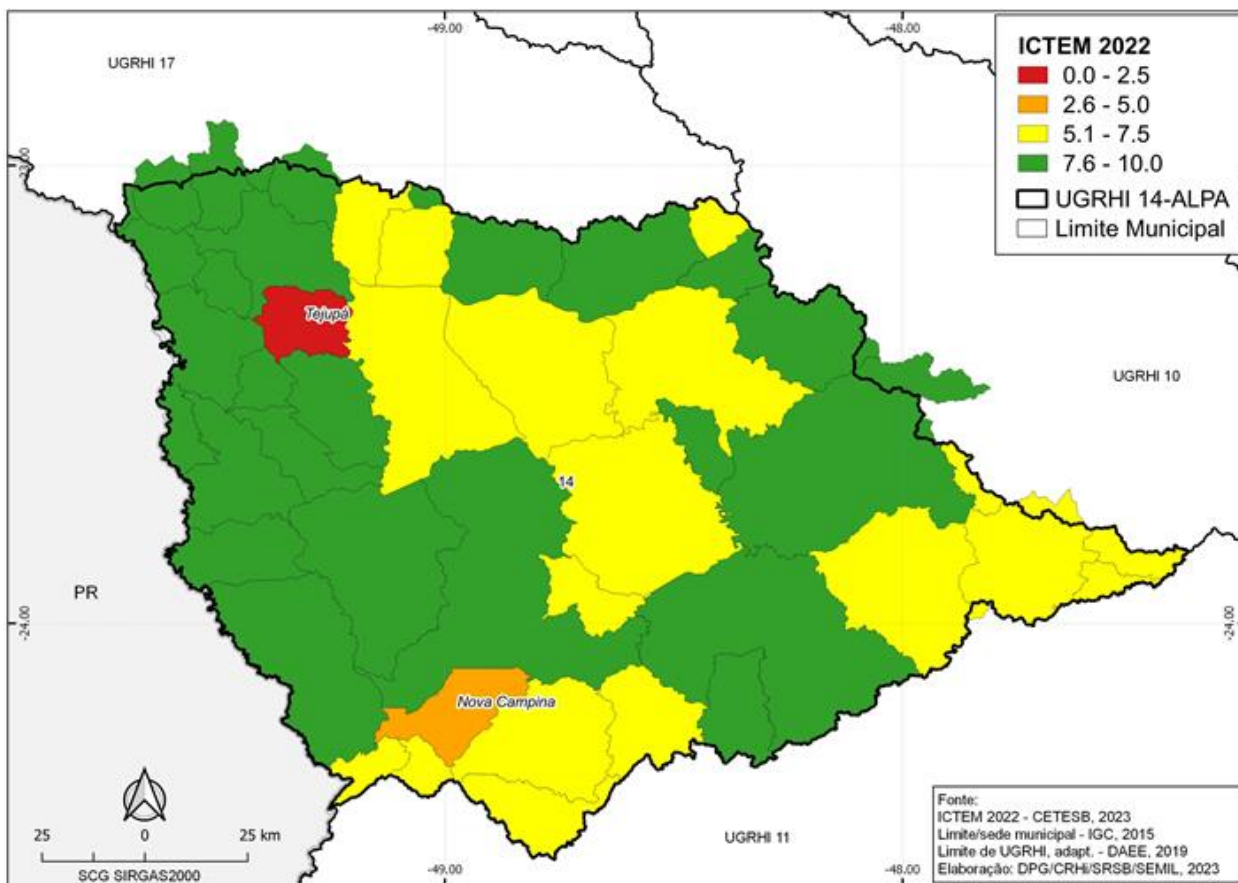 -49.00
-48.00
UGRHI 17
ICTEM 2022
0.0 - 2.5
2.6 - 5.0
5.1 - 7.5
7.6 - 10.0
UGRHI 14-ALPA
Limite Municipal
-23.00
Tejupá
UGRHI 10
14
PR
-24.00
-24.00
Nova Campina
25
0
25 km
SCG SIRGAS2000
-49.00
UGRHI 11
-48.00
Fonte:
ICTEM 2022 - CETESB, 2023
Limite/sede municipal - IGC, 2015
Limite de UGRHI, adapt. - DAEE, 2019
Elaboração: DPG/CRHi/SRSB/SEMIL, 2023